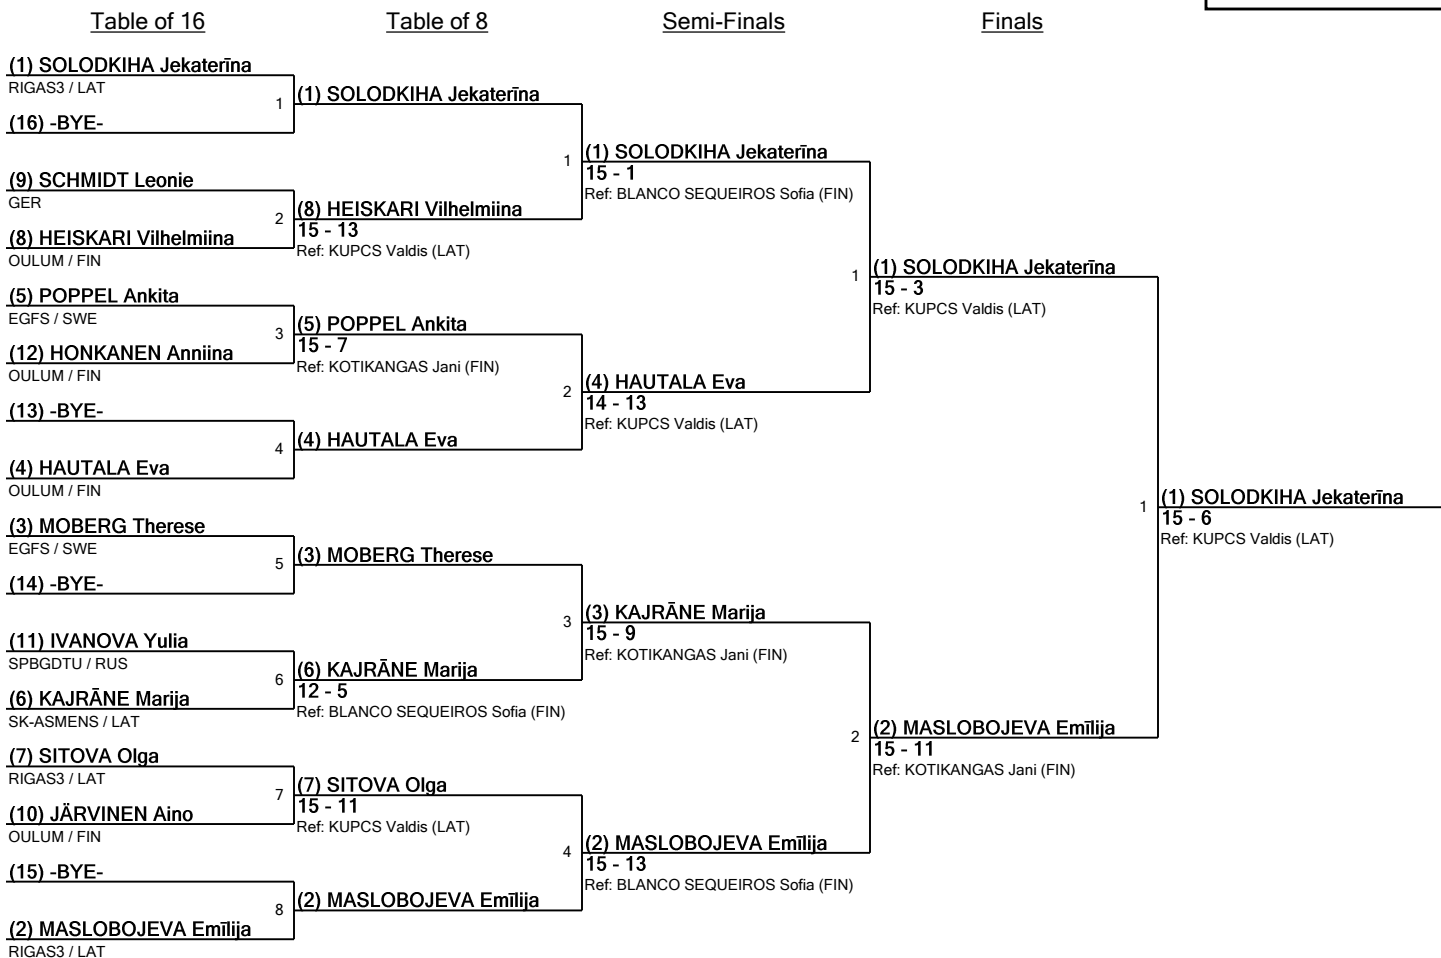 Table of 16
Table of 8
Semi-Finals
Finals
(1) SOLODKIHA Jekaterīna
RIGAS3 / LAT
(16) -BYE-
(9) SCHMIDT Leonie
GER
(8) HEISKARI Vilhelmiina
OULUM / FIN
(5) POPPEL Ankita
EGFS / SWE
(12) HONKANEN Anniina
OULUM / FIN
(13) -BYE-
(4) HAUTALA Eva
OULUM / FIN
(3) MOBERG Therese
EGFS / SWE
(14) -BYE-
(11) IVANOVA Yulia
SPBGDTU / RUS
(6) KAJRĀNE Marija
SK-ASMENS / LAT
(7) SITOVA Olga
RIGAS3 / LAT
(10) JÄRVINEN Aino
OULUM / FIN
(15) -BYE-
(2) MASLOBOJEVA Emīlija
RIGAS3 / LAT
1
(1) SOLODKIHA Jekaterīna
2
(8) HEISKARI Vilhelmiina
15 - 13
Ref: KUPCS Valdis (LAT)
3
(5) POPPEL Ankita
15 - 7
Ref: KOTIKANGAS Jani (FIN)
4
(4) HAUTALA Eva
5
(3) MOBERG Therese
6
(6) KAJRĀNE Marija
12 - 5
Ref: BLANCO SEQUEIROS Sofia (FIN)
7
(7) SITOVA Olga
15 - 11
Ref: KUPCS Valdis (LAT)
8
(2) MASLOBOJEVA Emīlija
1
(1) SOLODKIHA Jekaterīna
15 - 1
Ref: BLANCO SEQUEIROS Sofia (FIN)
2
(4) HAUTALA Eva
14 - 13
Ref: KUPCS Valdis (LAT)
3
(3) KAJRĀNE Marija
15 - 9
Ref: KOTIKANGAS Jani (FIN)
4
(2) MASLOBOJEVA Emīlija
15 - 13
Ref: BLANCO SEQUEIROS Sofia (FIN)
1
(1) SOLODKIHA Jekaterīna
15 - 3
Ref: KUPCS Valdis (LAT)
2
(2) MASLOBOJEVA Emīlija
15 - 11
Ref: KOTIKANGAS Jani (FIN)
1
(1) SOLODKIHA Jekaterīna
15 - 6
Ref: KUPCS Valdis (LAT)